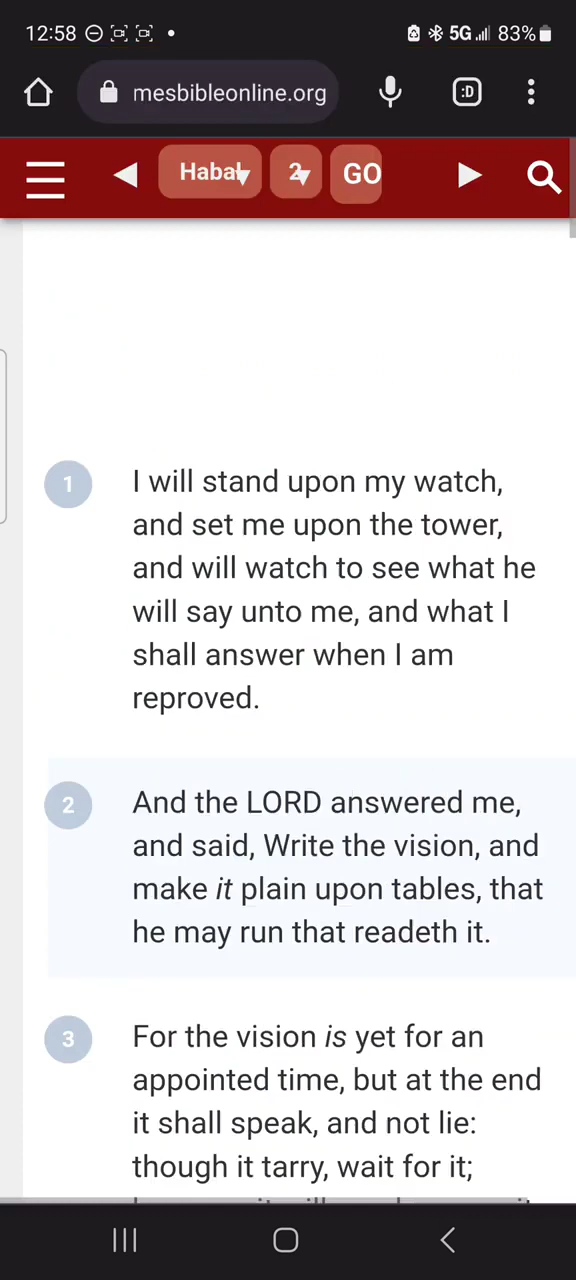 12:58 5G 83%
mesbibleonline.org :D
Habak 2 GO
1 I will stand upon my watch,
and set me upon the tower,
and will watch to see what he
will say unto me, and what I
shall answer when I am
reproved.
2 And the LORD answered me,
and said, Write the vision, and
make it plain upon tables, that
he may run that readeth it.
3 For the vision is yet for an
appointed time, but at the end
it shall speak, and not lie:
though it tarry, wait for it;